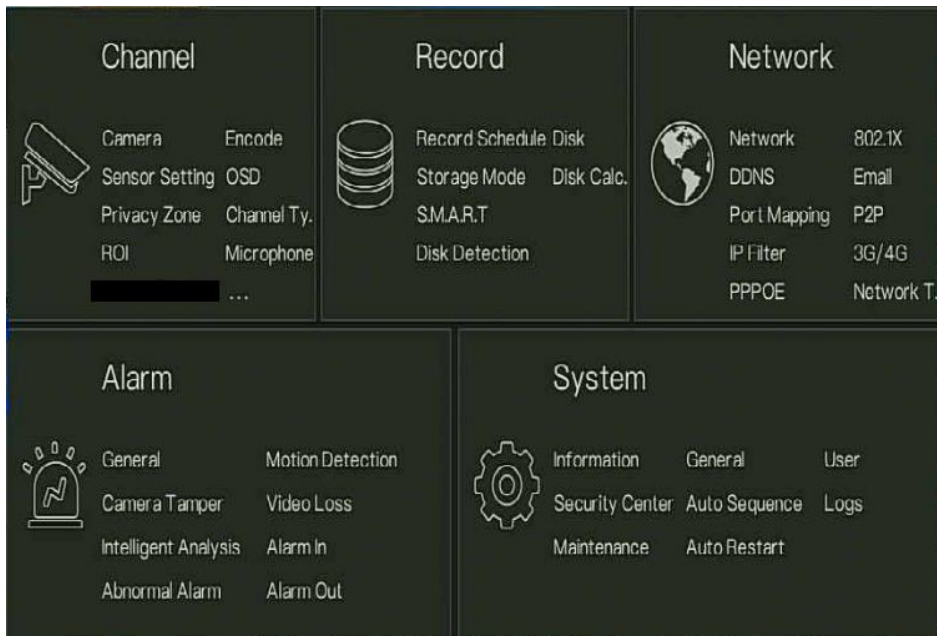 Channel
Camera Encode
Sensor Setting OSD
Privacy Zone Channel Ty.
ROI Microphone
...
Record
Record Schedule Disk
Storage Mode Disk Calc.
S.M.A.R.T
Disk Detection
Network
Network 802.1X
DDNS Email
Port Mapping P2P
IP Filter 3G/4G
PPPOE Network T.
Alarm
General Motion Detection
Camera Tamper Video Loss
Intelligent Analysis Alarm In
Abnormal Alarm Alarm Out
System
Information General User
Security Center Auto Sequence Logs
Maintenance Auto Restart